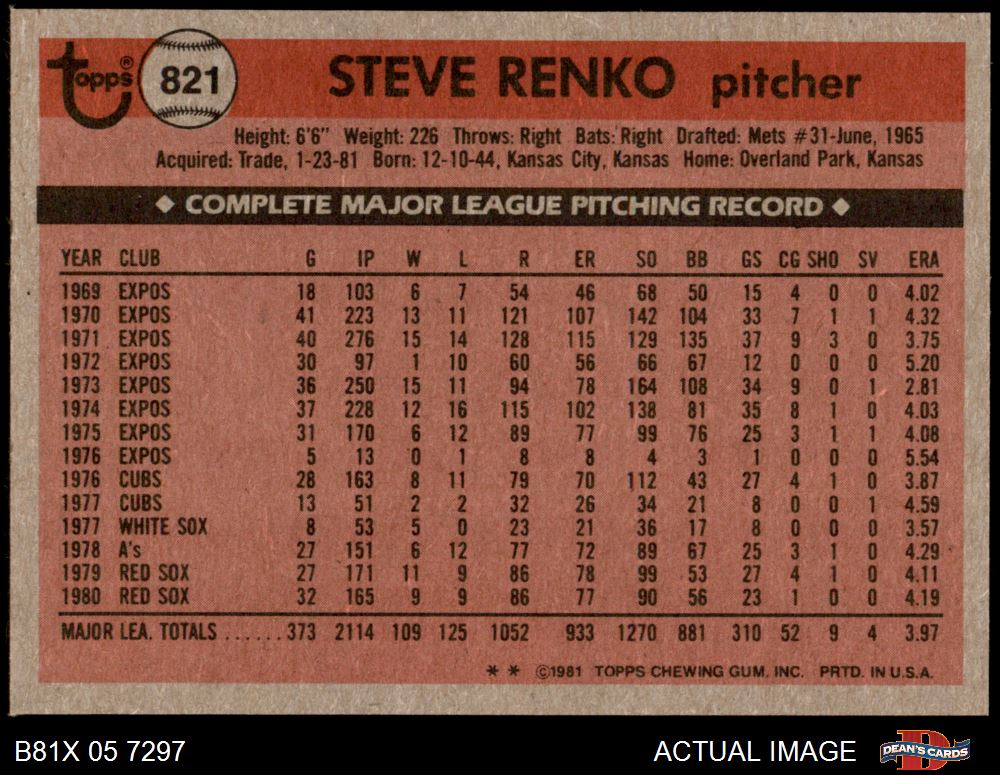 Topps® 821 STEVE RENKO pitcher
Height: 6'6" Weight: 226 Throws: Right Bats: Right Drafted: Mets #31-June, 1965
Acquired: Trade, 1-23-81 Born: 12-10-44, Kansas City, Kansas Home: Overland Park, Kansas
◆ COMPLETE MAJOR LEAGUE PITCHING RECORD ◆
YEAR CLUB G IP W L R ER SO BB GS CG SHO SV ERA
1969 EXPOS 18 103 6 7 54 46 68 50 15 4 0 0 4.02
1970 EXPOS 41 223 13 11 121 107 142 104 33 7 1 1 4.32
1971 EXPOS 40 276 15 14 128 115 129 135 37 9 3 0 3.75
1972 EXPOS 30 97 1 10 60 56 66 67 12 0 0 0 5.20
1973 EXPOS 36 250 15 11 94 78 164 108 34 9 0 1 2.81
1974 EXPOS 37 228 12 16 115 102 138 81 35 8 1 0 4.03
1975 EXPOS 31 170 6 12 89 77 99 76 25 3 1 1 4.08
1976 EXPOS 5 13 0 1 8 8 4 3 1 0 0 0 5.54
1976 CUBS 28 163 8 11 79 70 112 43 27 4 1 0 3.87
1977 CUBS 13 51 2 2 32 26 34 21 8 0 0 1 4.59
1977 WHITE SOX 8 53 5 0 23 21 36 17 8 0 0 0 3.57
1978 A's 27 151 6 12 77 72 89 67 25 3 1 0 4.29
1979 RED SOX 27 171 11 9 86 78 99 53 27 4 1 0 4.11
1980 RED SOX 32 165 9 9 86 77 90 56 23 1 0 0 4.19
MAJOR LEA. TOTALS ...... 373 2114 109 125 1052 933 1270 881 310 52 9 4 3.97
* * ©1981 TOPPS CHEWING GUM, INC. PRTD. IN U.S.A.
B81X 05 7297 ACTUAL IMAGE D DEAN'S CARDS